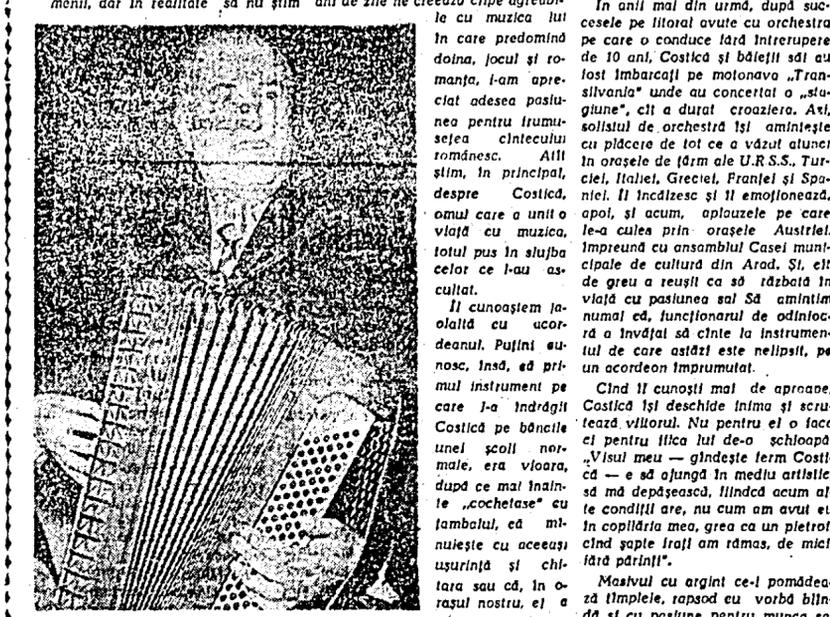 menii, dar în realitate să nu știm
ani de zile ne creează clipe agreabi-
le cu muzica lui
în care predomină
doina, jocul și ro-
manța, i-am apre-
ciat adesea pasiu-
nea pentru frumu-
sețea cîntecului
românesc. Atît
știm, în principal,
despre Costică,
omul care a unit o
viață cu muzica,
totul pus în slujba
celor ce l-au as-
cultat.
Îl cunoaștem la-
olaltă cu acor-
deonul. Puțini cu-
nosc, însă, că pri-
mul instrument pe
care l-a îndrăgit
Costică pe băncile
unei școli nor-
male, era vioara,
după ce mai înain-
te „cochetase" cu
țambalul, că mî-
nuiește cu aceeași
ușurință și chi-
tara sau că, în o-
rașul nostru, el a
În anii mai din urmă, după suc-
cesele pe litoral avute cu orchestra
pe care o conduce fără întrerupere
de 10 ani, Costică și băieții săi au
fost îmbarcați pe motonava „Tran-
silvania" unde au concertat o „sta-
giune", cît a durat croaziera. Azi,
solistul de orchestră își amintește
cu plăcere de tot ce a văzut atunci
în orașele de țărm ale U.R.S.S., Tur-
ciei, Italiei, Greciei, Franței și Spa-
niei. Îl încălzesc și îl emoționează,
apoi, și acum, aplauzele pe care
le-a cules prin orașele Austriei,
împreună cu ansamblul Casei muni-
cipale de cultură din Arad. Și, cît
de greu a reușit ca să răzbată în
viață cu pasiunea sa! Să amintim
numai că, funcționarul de odinioc-
ră a învățat să cînte la instrumen-
tul de care astăzi este nelipsit, pe
un acordeon împrumutat.
Cînd îl cunoști mai de aproape,
Costică își deschide inima și scru-
tează viitorul. Nu pentru el o face
ci pentru fiica lui de-o șchioapă
„Visul meu — gîndește ferm Costi-
că — e să ajungă în mediu artistic
să mă depășească, fiindcă acum al-
te condiții are, nu cum am avut eu
în copilăria mea, grea ca un pietroi
cînd șapte frați am rămas, de mici
fără părinți".
Masivul cu argint ce-i pomădea-
ză tîmplele, rapsod cu vorbă blîn-
dă și cu pasiune pentru munca sa